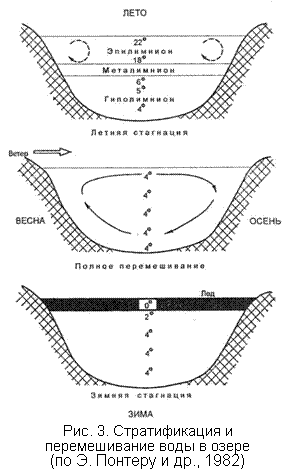 ЛЕТО
22°
Эпилимнион
18°
Металимнион
6°
5°
Гиполимнион
4°
Летняя стагнация
Ветер
4°
4°
4°
4°
4°
4°
ВЕСНА
ОСЕНЬ
Полное перемешивание
Лед
0°
2°
4°
4°
4°
Зимняя стагнация
ЗИМА
Рис. 3. Стратификация и
перемешивание воды в озере
(по Э. Понтеру и др., 1982)